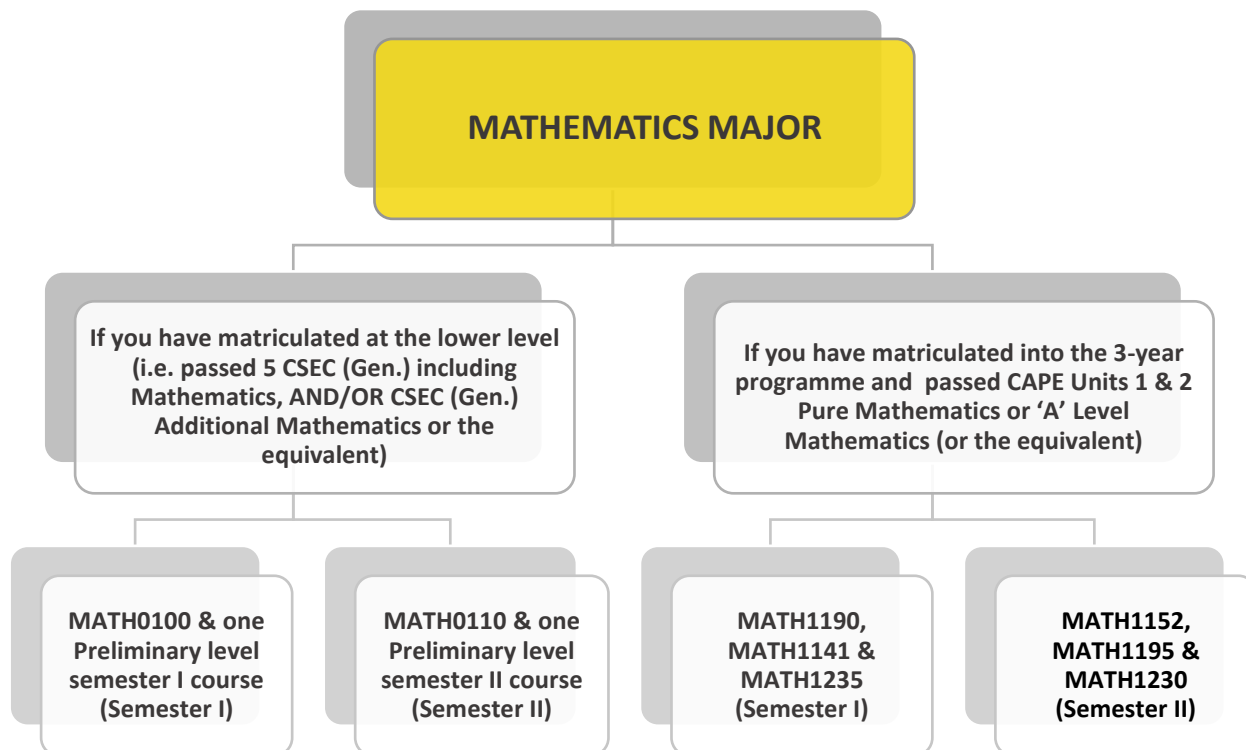 MATHEMATICS MAJOR
If you have matriculated at the lower level
(i.e. passed 5 CSEC (Gen.) including
Mathematics, AND/OR CSEC (Gen.)
Additional Mathematics or the
equivalent)
If you have matriculated into the 3-year
programme and  passed CAPE Units 1 & 2
Pure Mathematics or ‘A’ Level
Mathematics (or the equivalent)
MATH0100 & one
Preliminary level
semester I course
(Semester I)
MATH0110 & one
Preliminary level
semester II course
(Semester II)
MATH1190,
MATH1141 &
MATH1235
(Semester I)
MATH1152,
MATH1195 &
MATH1230
(Semester II)